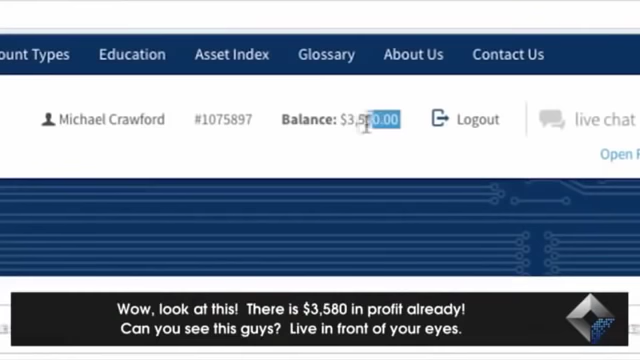 ount Types Education Asset Index Glossary About Us Contact Us
Michael Crawford #1075897 Balance: Logout live chat
Open
Wow, look at this! There is $3,580 in profit already!
Can you see this guys? Live in front of your eyes.